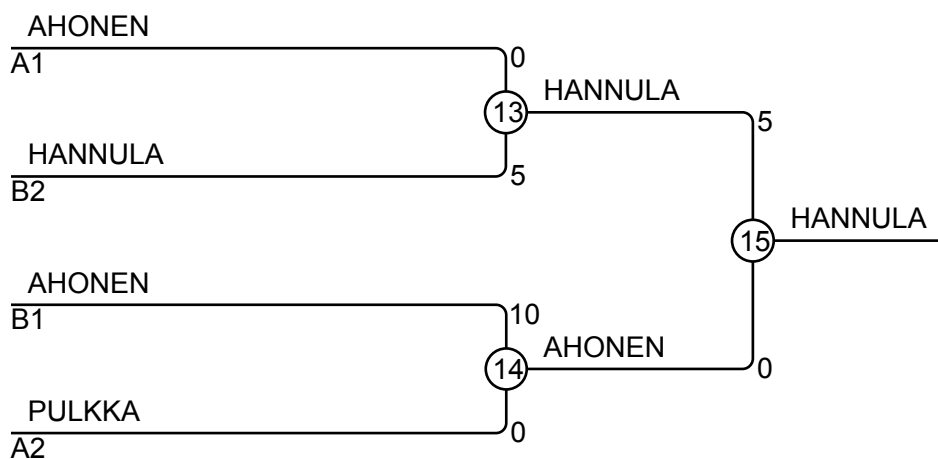 AHONEN
A1
0
13
HANNULA
5
HANNULA
B2
5
15
HANNULA
AHONEN
B1
10
14
AHONEN
0
PULKKA
A2
0